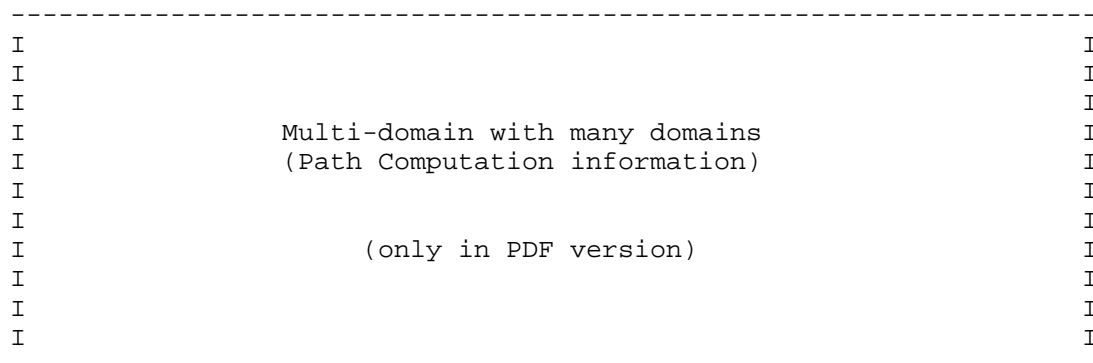 --------------------------------------------------------------------
I                                                                  I
I                                                                  I
I                                                                  I
I                Multi-domain with many domains                    I
I                (Path Computation information)                    I
I                                                                  I
I                                                                  I
I                     (only in PDF version)                        I
I                                                                  I
I                                                                  I
I                                                                  I